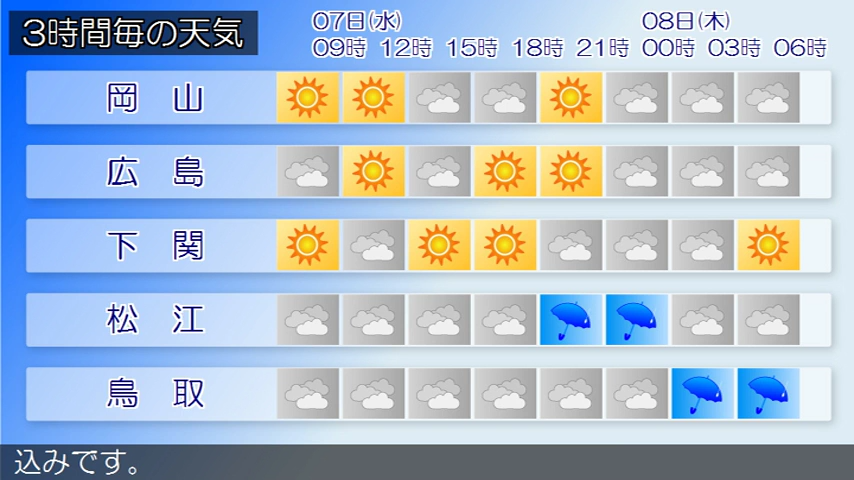 3時間毎の天気
07日(水) 08日(木)
09時 12時 15時 18時 21時 00時 03時 06時
岡 山
広 島
下 関
松 江
鳥 取
込みです。